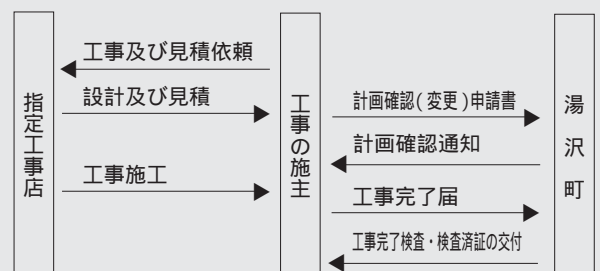 指定工事店
工事及び見積依頼
設計及び見積
工事施工
工事の施主
計画確認(変更)申請書
計画確認通知
工事完了届
工事完了検査・検査済証の交付
湯沢町